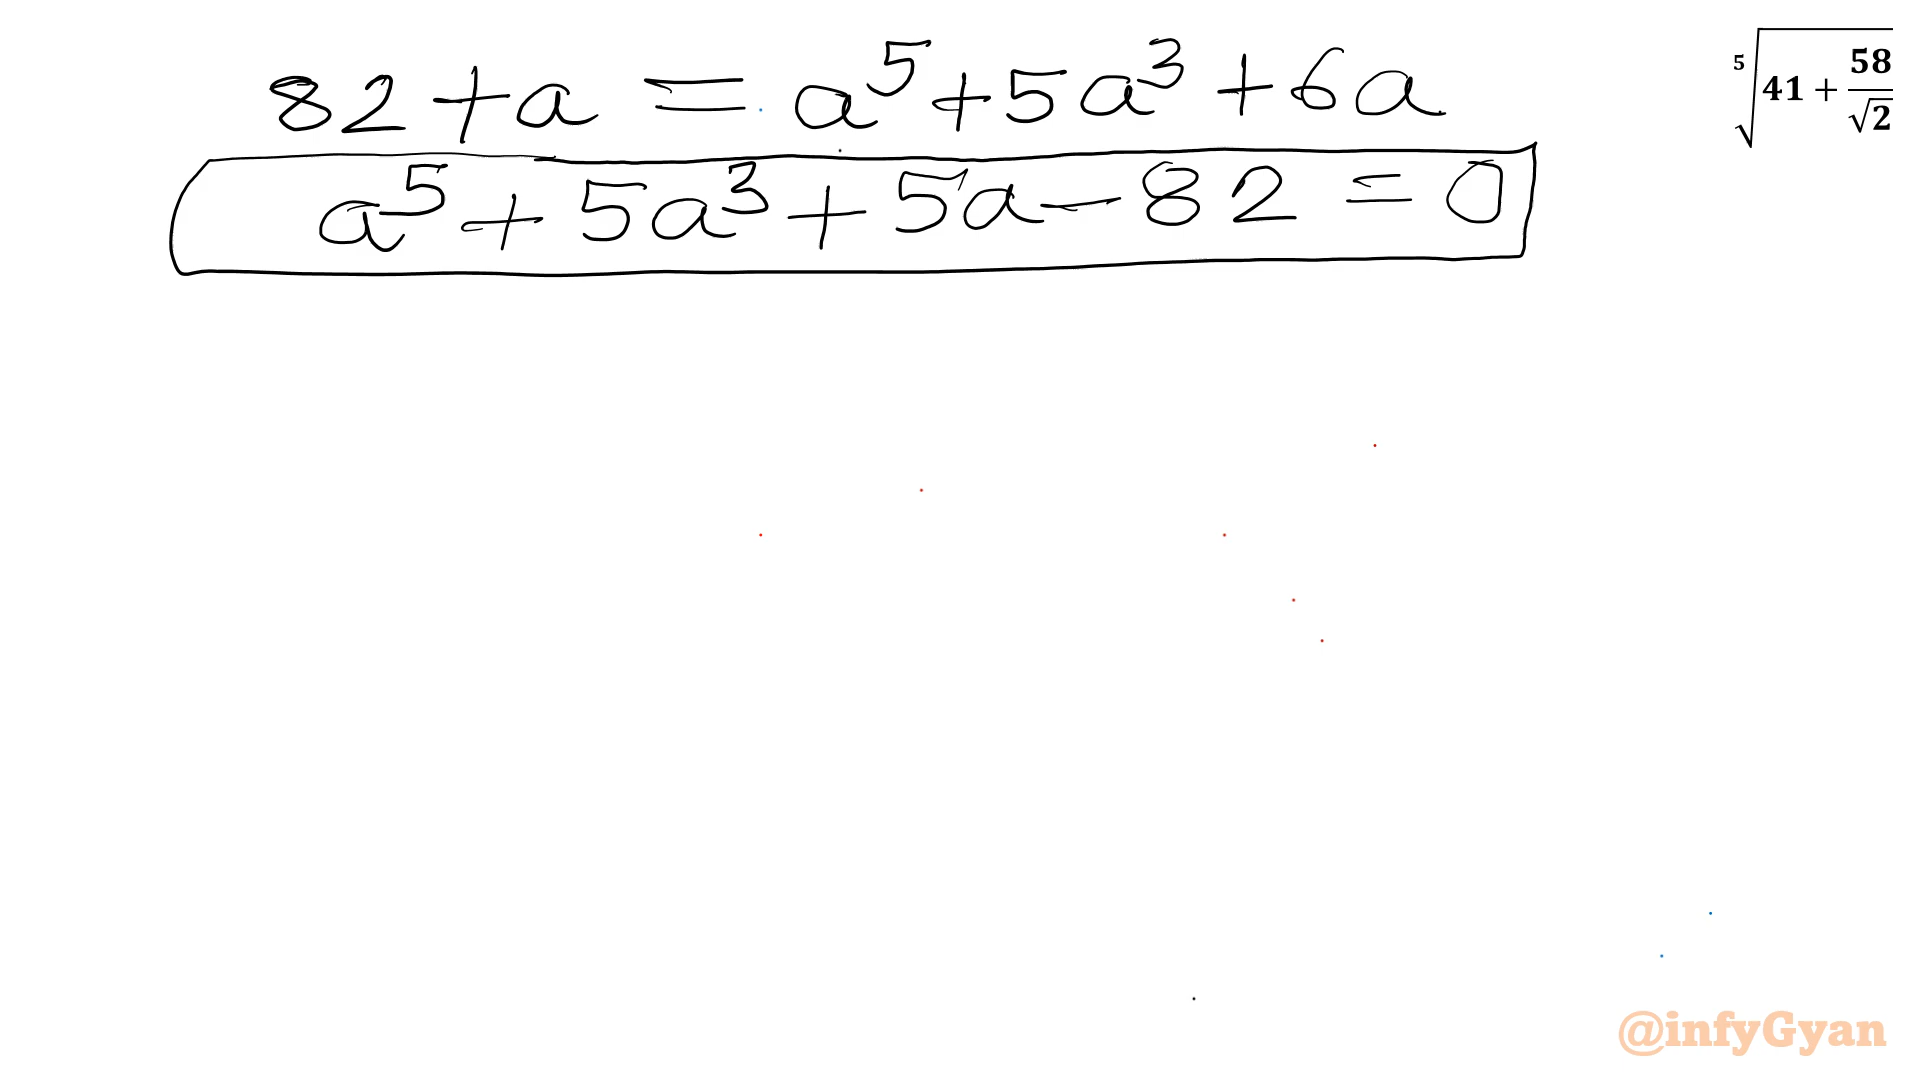 82 + a = a⁵ + 5a³ + 6a
a⁵ + 5a³ + 5a − 82 = 0
⁵√(41 + 58/√2)
@infyGyan